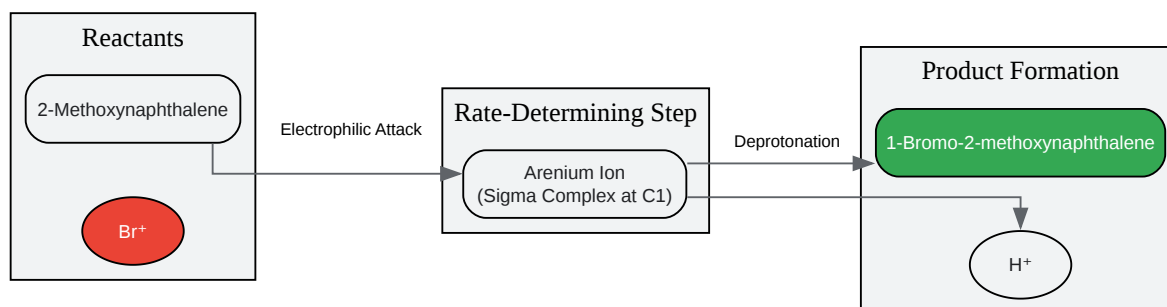 Reactants
2-Methoxynaphthalene
Br⁺
Electrophilic Attack
Rate-Determining Step
Arenium Ion
(Sigma Complex at C1)
Deprotonation
Product Formation
1-Bromo-2-methoxynaphthalene
H⁺